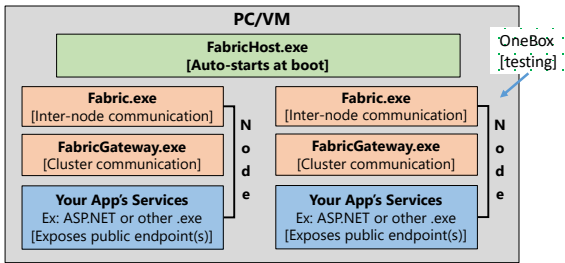 PC/VM
FabricHost.exe
[Auto-starts at boot]
OneBox
[testing]
Fabric.exe
[Inter-node communication]
FabricGateway.exe
[Cluster communication]
Your App's Services
Ex: ASP.NET or other .exe
[Exposes public endpoint(s)]
Node
Fabric.exe
[Inter-node communication]
FabricGateway.exe
[Cluster communication]
Your App's Services
Ex: ASP.NET or other .exe
[Exposes public endpoint(s)]
Node